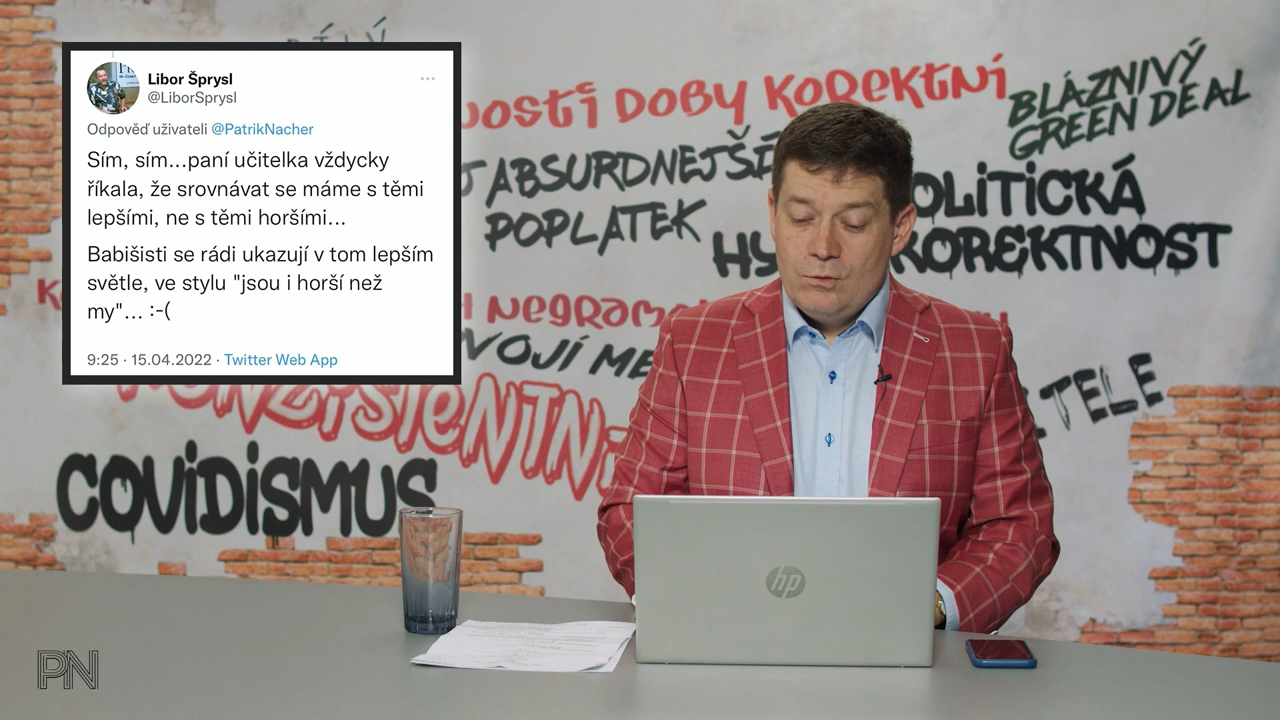 Libor Šprysl
@LiborSprysl
Odpověď uživateli @PatrikNacher
Sím, sím...paní učitelka vždycky
říkala, že srovnávat se máme s těmi
lepšími, ne s těmi horšími...
Babišisti se rádi ukazují v tom lepším
světle, ve stylu "jsou i horší než
my"... :-(
9:25 · 15.04.2022 · Twitter Web App
DOBY KOREKTNÍ
BLÁZNIVÝ
GREEN DEAL
ABSURDNEJŠÍ
POPLATEK
POLITICKÁ
HY KOREKTNOST
COVIDISMUS
hp
PN